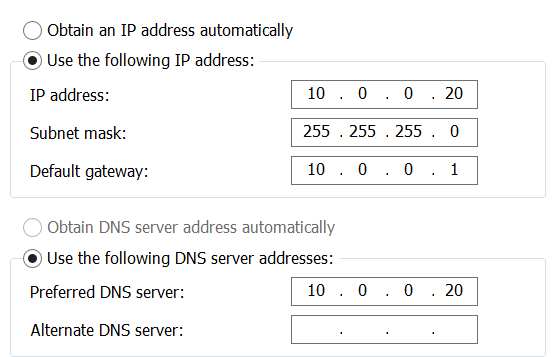 Obtain an IP address automatically
Use the following IP address:
IP address: 10 . 0 . 0 . 20
Subnet mask: 255 . 255 . 255 . 0
Default gateway: 10 . 0 . 0 . 1
Obtain DNS server address automatically
Use the following DNS server addresses:
Preferred DNS server: 10 . 0 . 0 . 20
Alternate DNS server: . . .